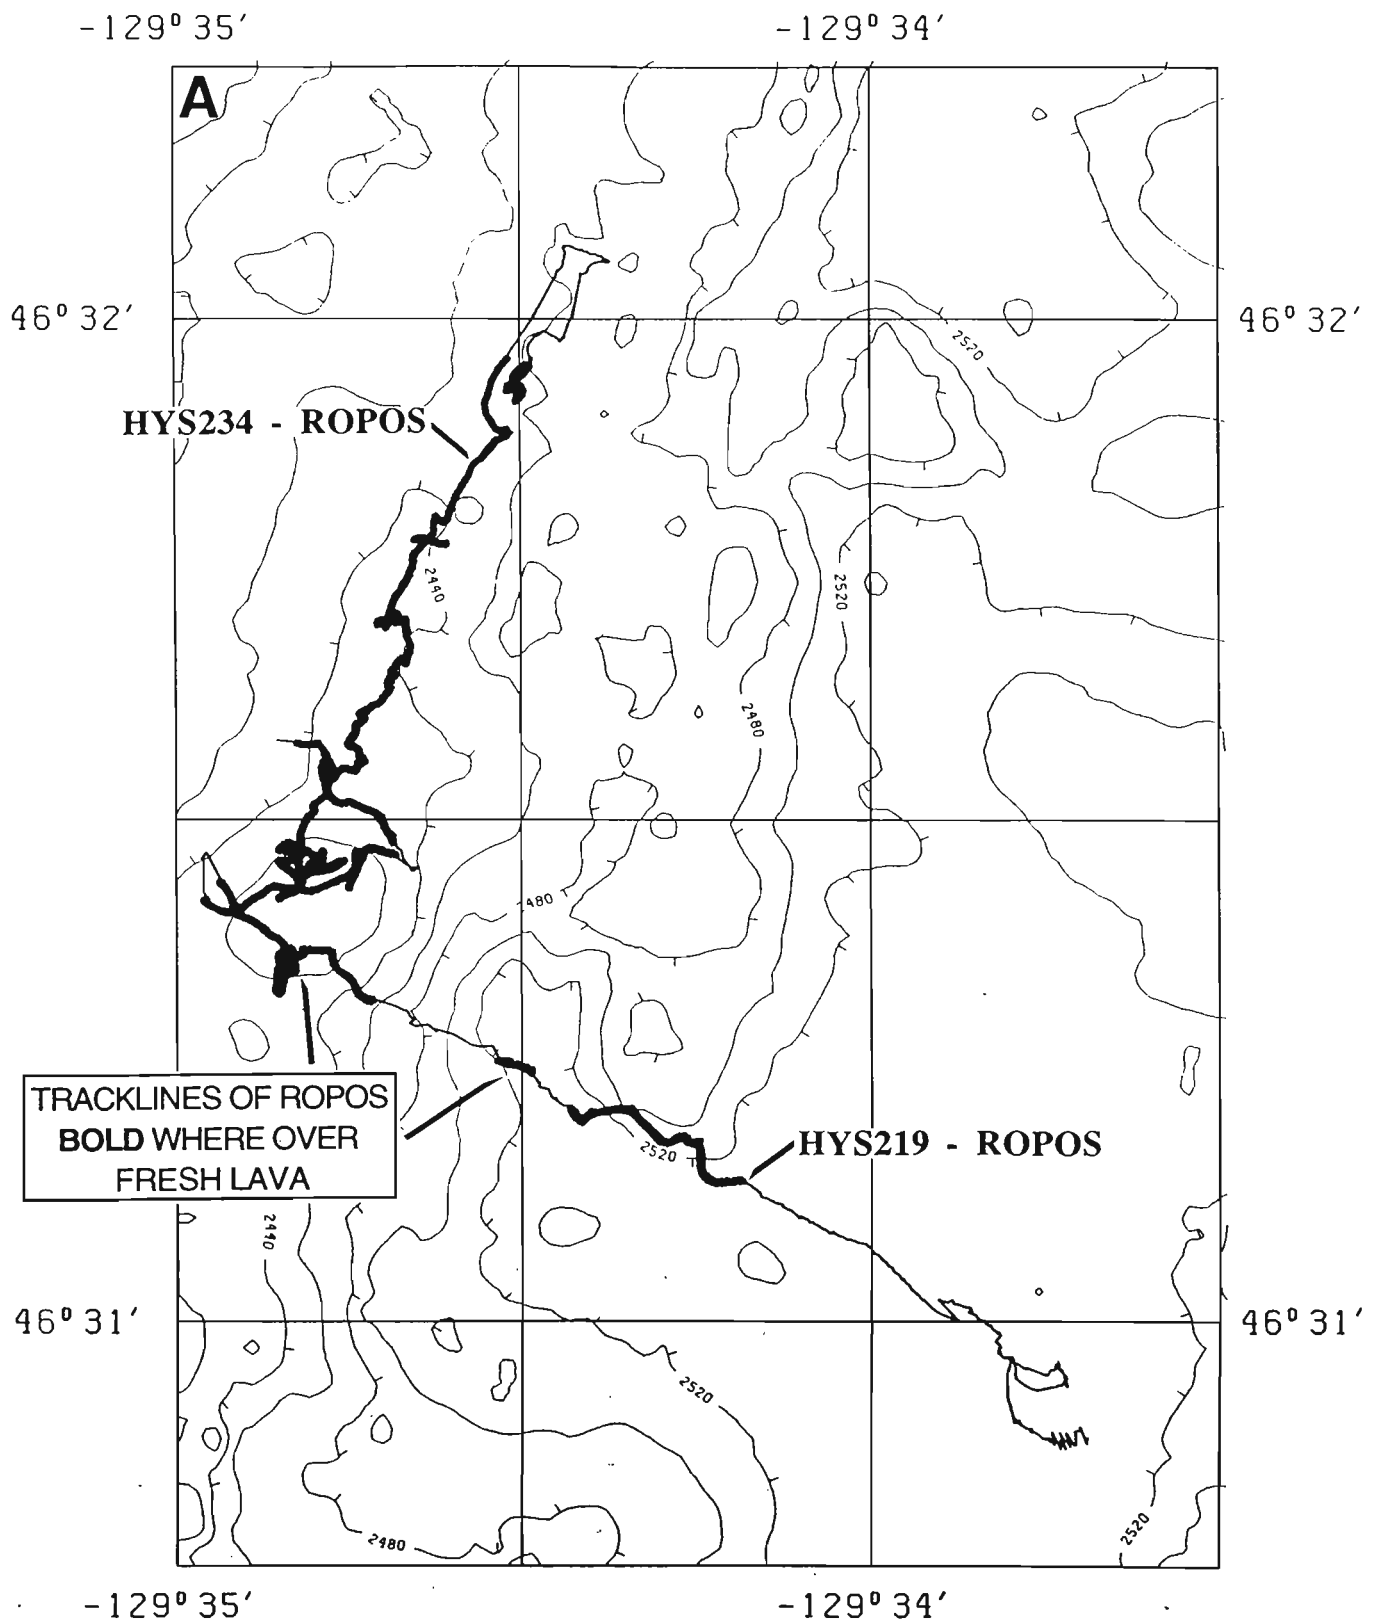 -129° 35′ -129° 34′
A
46° 32′ 46° 32′
2520
HYS234 - ROPOS
2440
2520
2480
480
TRACKLINES OF ROPOS
BOLD WHERE OVER
FRESH LAVA
HYS219 - ROPOS
2520
2440
46° 31′ 46° 31′
2520
2480
2520
-129° 35′ -129° 34′